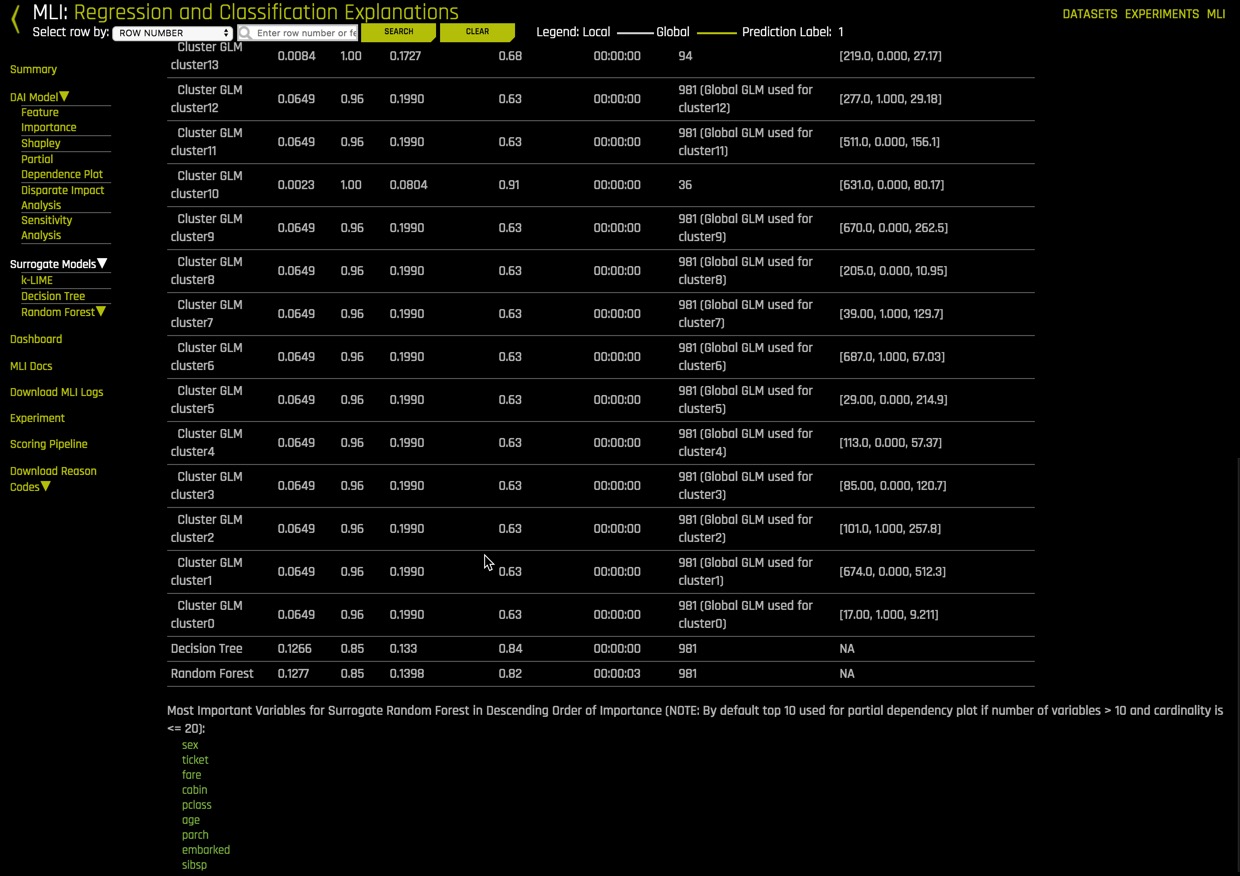 MLI: Regression and Classification Explanations
DATASETS EXPERIMENTS MLI
Select row by: ROW NUMBER Enter row number or fe SEARCH CLEAR Legend: Local Global Prediction Label: 1
Summary
DAI Model
Feature
Importance
Shapley
Partial
Dependence Plot
Disparate Impact
Analysis
Sensitivity
Analysis
Surrogate Models
k-LIME
Decision Tree
Random Forest
Dashboard
MLI Docs
Download MLI Logs
Experiment
Scoring Pipeline
Download Reason
Codes
Cluster GLM
cluster13 0.0084 1.00 0.1727 0.68 00:00:00 94 [219.0, 0.000, 27.17]
Cluster GLM 981 (Global GLM used for
cluster12 0.0649 0.96 0.1990 0.63 00:00:00 cluster12) [277.0, 1.000, 29.18]
Cluster GLM 981 (Global GLM used for
cluster11 0.0649 0.96 0.1990 0.63 00:00:00 cluster11) [511.0, 0.000, 156.1]
Cluster GLM
cluster10 0.0023 1.00 0.0804 0.91 00:00:00 36 [631.0, 0.000, 80.17]
Cluster GLM 981 (Global GLM used for
cluster9 0.0649 0.96 0.1990 0.63 00:00:00 cluster9) [670.0, 0.000, 262.5]
Cluster GLM 981 (Global GLM used for
cluster8 0.0649 0.96 0.1990 0.63 00:00:00 cluster8) [205.0, 0.000, 10.95]
Cluster GLM 981 (Global GLM used for
cluster7 0.0649 0.96 0.1990 0.63 00:00:00 cluster7) [39.00, 1.000, 129.7]
Cluster GLM 981 (Global GLM used for
cluster6 0.0649 0.96 0.1990 0.63 00:00:00 cluster6) [687.0, 1.000, 67.03]
Cluster GLM 981 (Global GLM used for
cluster5 0.0649 0.96 0.1990 0.63 00:00:00 cluster5) [29.00, 0.000, 214.9]
Cluster GLM 981 (Global GLM used for
cluster4 0.0649 0.96 0.1990 0.63 00:00:00 cluster4) [113.0, 0.000, 57.37]
Cluster GLM 981 (Global GLM used for
cluster3 0.0649 0.96 0.1990 0.63 00:00:00 cluster3) [85.00, 0.000, 120.7]
Cluster GLM 981 (Global GLM used for
cluster2 0.0649 0.96 0.1990 0.63 00:00:00 cluster2) [101.0, 1.000, 257.8]
Cluster GLM 981 (Global GLM used for
cluster1 0.0649 0.96 0.1990 0.63 00:00:00 cluster1) [674.0, 0.000, 512.3]
Cluster GLM 981 (Global GLM used for
cluster0 0.0649 0.96 0.1990 0.63 00:00:00 cluster0) [17.00, 1.000, 9.211]
Decision Tree 0.1266 0.85 0.133 0.84 00:00:00 981 NA
Random Forest 0.1277 0.85 0.1398 0.82 00:00:03 981 NA
Most Important Variables for Surrogate Random Forest in Descending Order of Importance (NOTE: By default top 10 used for partial dependency plot if number of variables > 10 and cardinality is
<= 20):
sex
ticket
fare
cabin
pclass
age
parch
embarked
sibsp